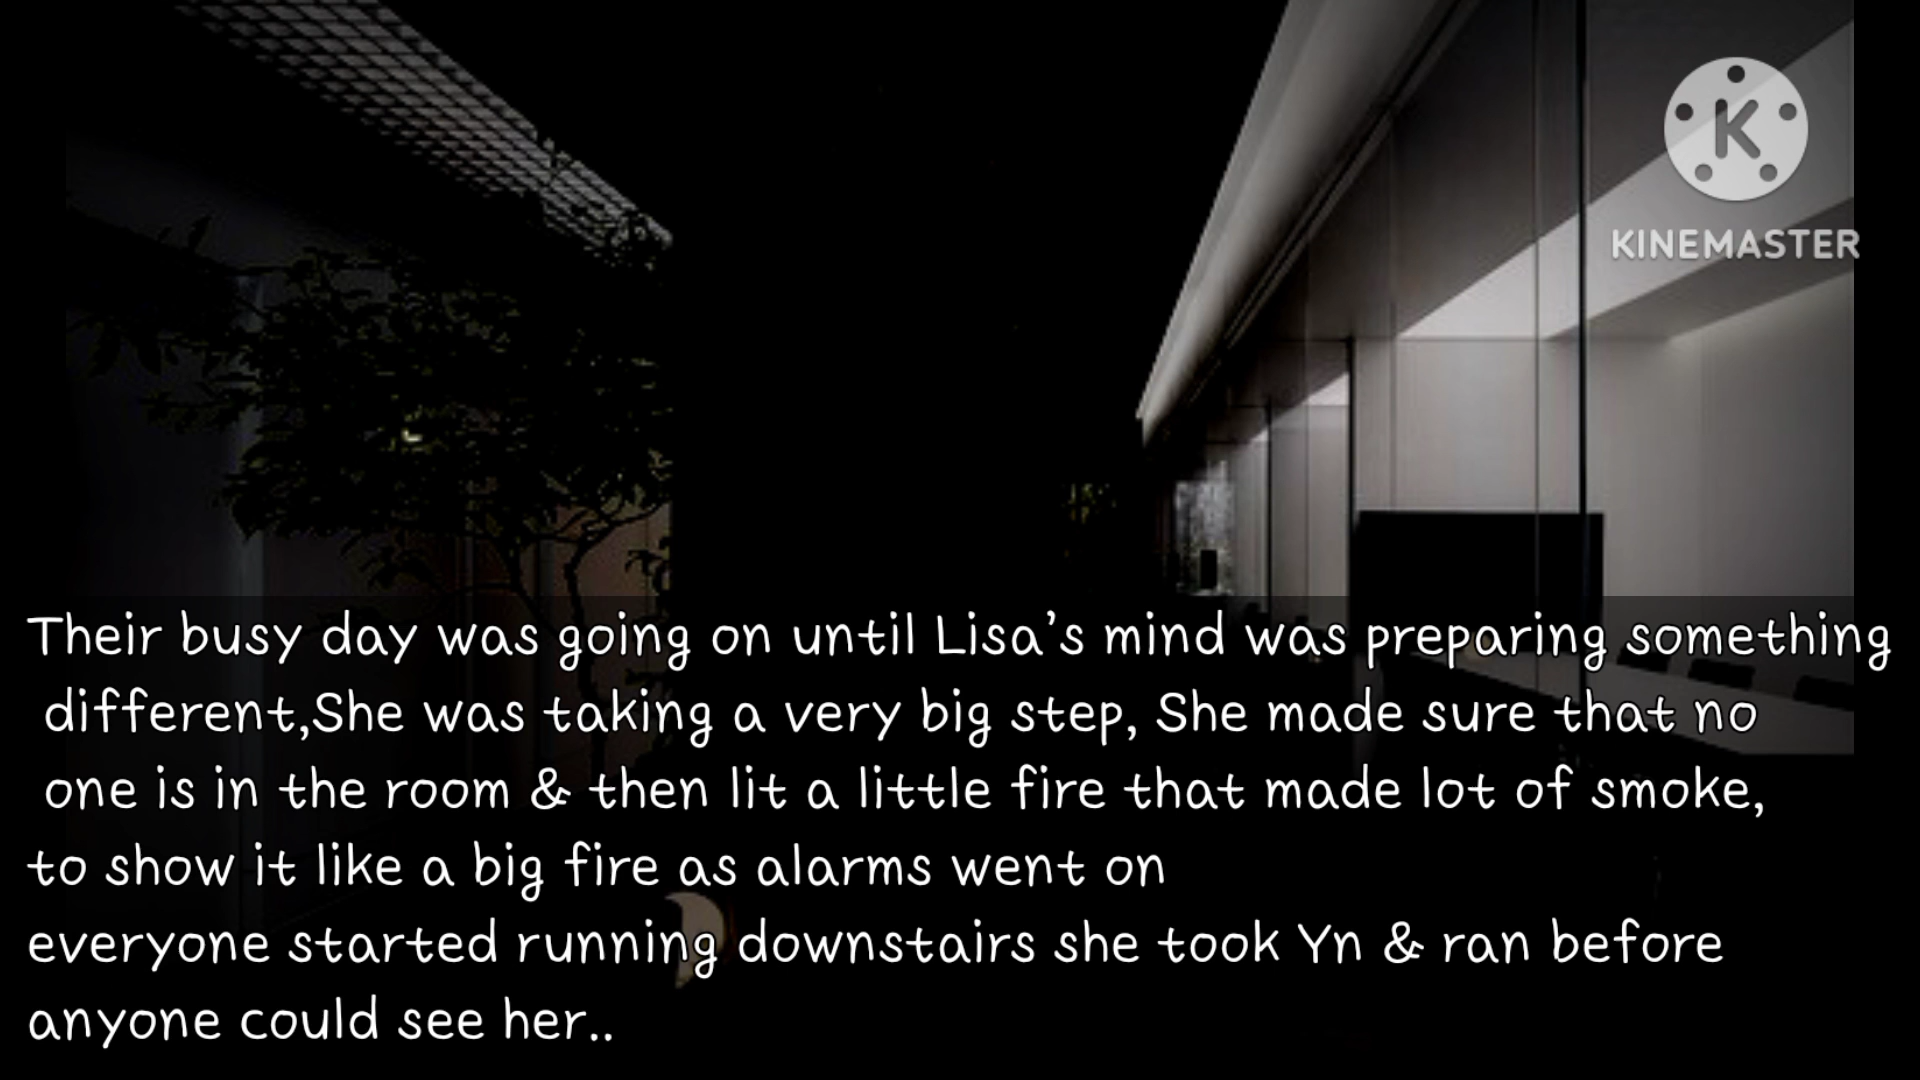 K
KINEMASTER
Their busy day was going on until Lisa's mind was preparing something
different,She was taking a very big step, She made sure that no
one is in the room & then lit a little fire that made lot of smoke,
to show it like a big fire as alarms went on
everyone started running downstairs she took Yn & ran before
anyone could see her..